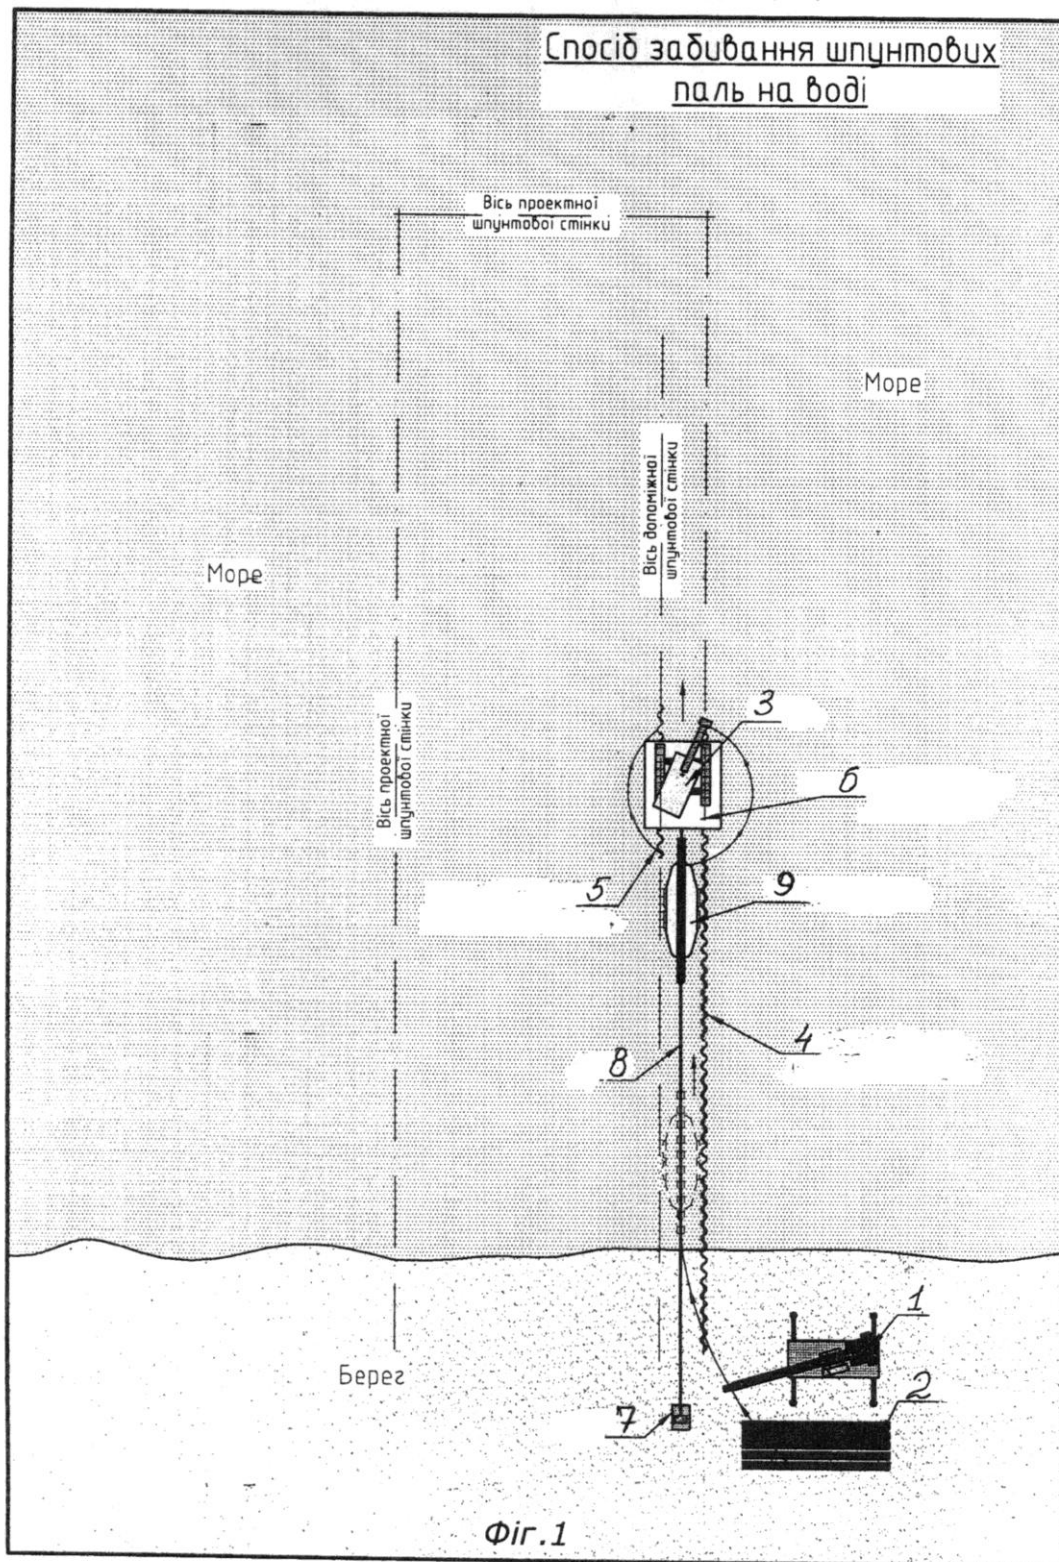 Спосіб забивання шпунтових
паль на воді
Вісь проектної
шпунтової стінки
Море
Вісь допоміжної
шпунтової стінки
Море
Вісь проектної
шпунтової стінки
3
6
5
9
4
8
1
Берег
2
7
Фіг.1